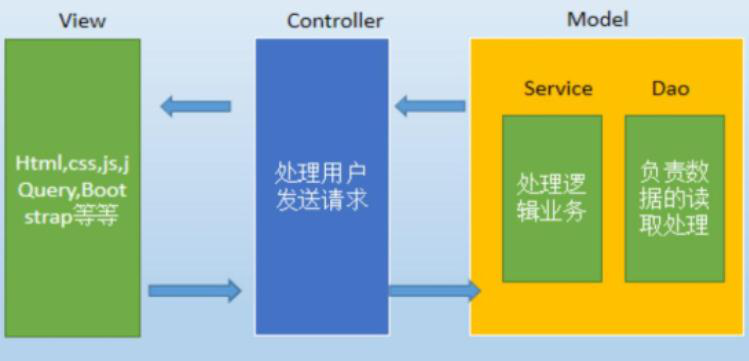 View
Controller
Model
Service
Dao
Html,css,js,j
Query,Boot
strap等等
处理用户
发送请求
处理逻
辑业务
负责数
据的读
取处理